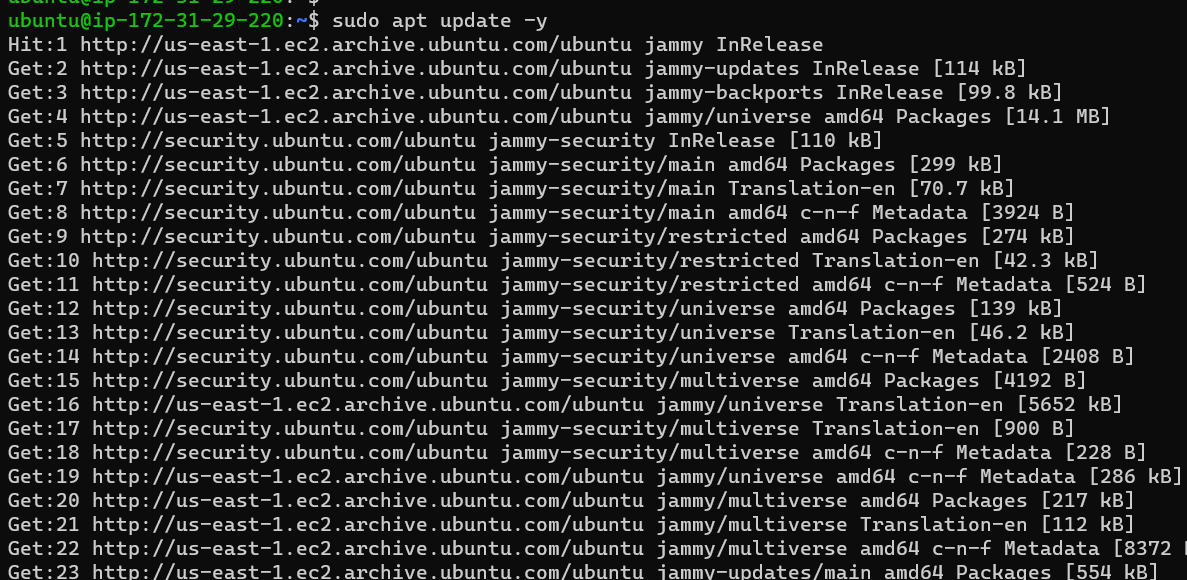 ubuntu@ip-172-31-29-220:~$
ubuntu@ip-172-31-29-220:~$ sudo apt update -y
Hit:1 http://us-east-1.ec2.archive.ubuntu.com/ubuntu jammy InRelease
Get:2 http://us-east-1.ec2.archive.ubuntu.com/ubuntu jammy-updates InRelease [114 kB]
Get:3 http://us-east-1.ec2.archive.ubuntu.com/ubuntu jammy-backports InRelease [99.8 kB]
Get:4 http://us-east-1.ec2.archive.ubuntu.com/ubuntu jammy/universe amd64 Packages [14.1 MB]
Get:5 http://security.ubuntu.com/ubuntu jammy-security InRelease [110 kB]
Get:6 http://security.ubuntu.com/ubuntu jammy-security/main amd64 Packages [299 kB]
Get:7 http://security.ubuntu.com/ubuntu jammy-security/main Translation-en [70.7 kB]
Get:8 http://security.ubuntu.com/ubuntu jammy-security/main amd64 c-n-f Metadata [3924 B]
Get:9 http://security.ubuntu.com/ubuntu jammy-security/restricted amd64 Packages [274 kB]
Get:10 http://security.ubuntu.com/ubuntu jammy-security/restricted Translation-en [42.3 kB]
Get:11 http://security.ubuntu.com/ubuntu jammy-security/restricted amd64 c-n-f Metadata [524 B]
Get:12 http://security.ubuntu.com/ubuntu jammy-security/universe amd64 Packages [139 kB]
Get:13 http://security.ubuntu.com/ubuntu jammy-security/universe Translation-en [46.2 kB]
Get:14 http://security.ubuntu.com/ubuntu jammy-security/universe amd64 c-n-f Metadata [2408 B]
Get:15 http://security.ubuntu.com/ubuntu jammy-security/multiverse amd64 Packages [4192 B]
Get:16 http://us-east-1.ec2.archive.ubuntu.com/ubuntu jammy/universe Translation-en [5652 kB]
Get:17 http://security.ubuntu.com/ubuntu jammy-security/multiverse Translation-en [900 B]
Get:18 http://security.ubuntu.com/ubuntu jammy-security/multiverse amd64 c-n-f Metadata [228 B]
Get:19 http://us-east-1.ec2.archive.ubuntu.com/ubuntu jammy/universe amd64 c-n-f Metadata [286 kB]
Get:20 http://us-east-1.ec2.archive.ubuntu.com/ubuntu jammy/multiverse amd64 Packages [217 kB]
Get:21 http://us-east-1.ec2.archive.ubuntu.com/ubuntu jammy/multiverse Translation-en [112 kB]
Get:22 http://us-east-1.ec2.archive.ubuntu.com/ubuntu jammy/multiverse amd64 c-n-f Metadata [8372
Get:23 http://us-east-1.ec2.archive.ubuntu.com/ubuntu jammy-updates/main amd64 Packages [554 kB]